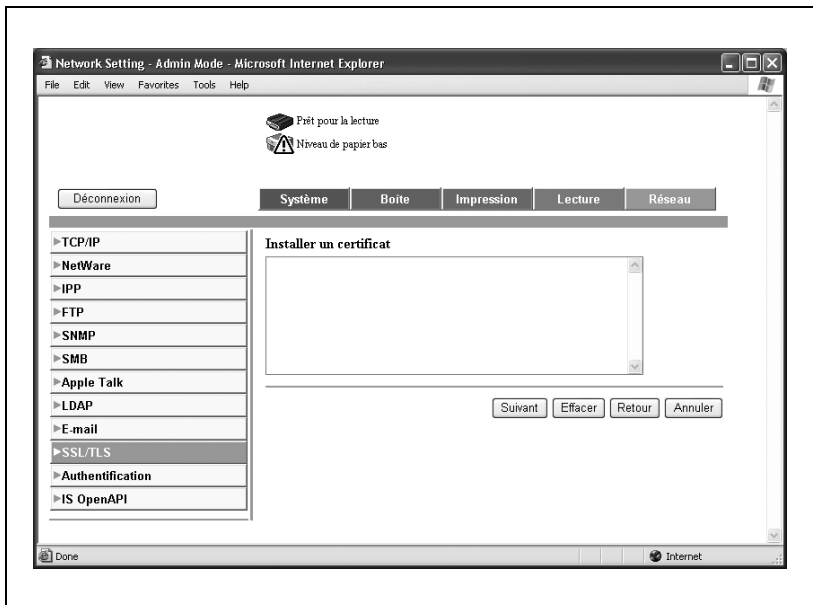 Network Setting - Admin Mode - Microsoft Internet Explorer
File Edit View Favorites Tools Help
Prêt pour la lecture
Niveau de papier bas
Déconnexion
Système Boîte Impression Lecture Réseau
TCP/IP
NetWare
IPP
FTP
SNMP
SMB
Apple Talk
LDAP
E-mail
SSL/TLS
Authentification
IS OpenAPI
Installer un certificat
Suivant Effacer Retour Annuler
Done Internet